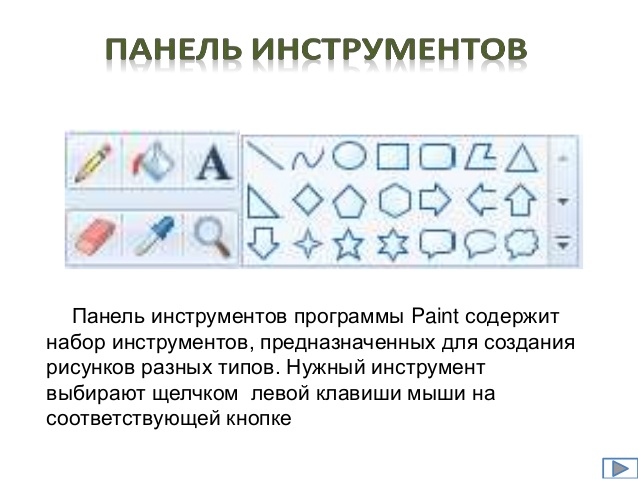 ПАНЕЛЬ ИНСТРУМЕНТОВ
A
Панель инструментов программы Paint содержит
набор инструментов, предназначенных для создания
рисунков разных типов. Нужный инструмент
выбирают щелчком левой клавиши мыши на
соответствующей кнопке